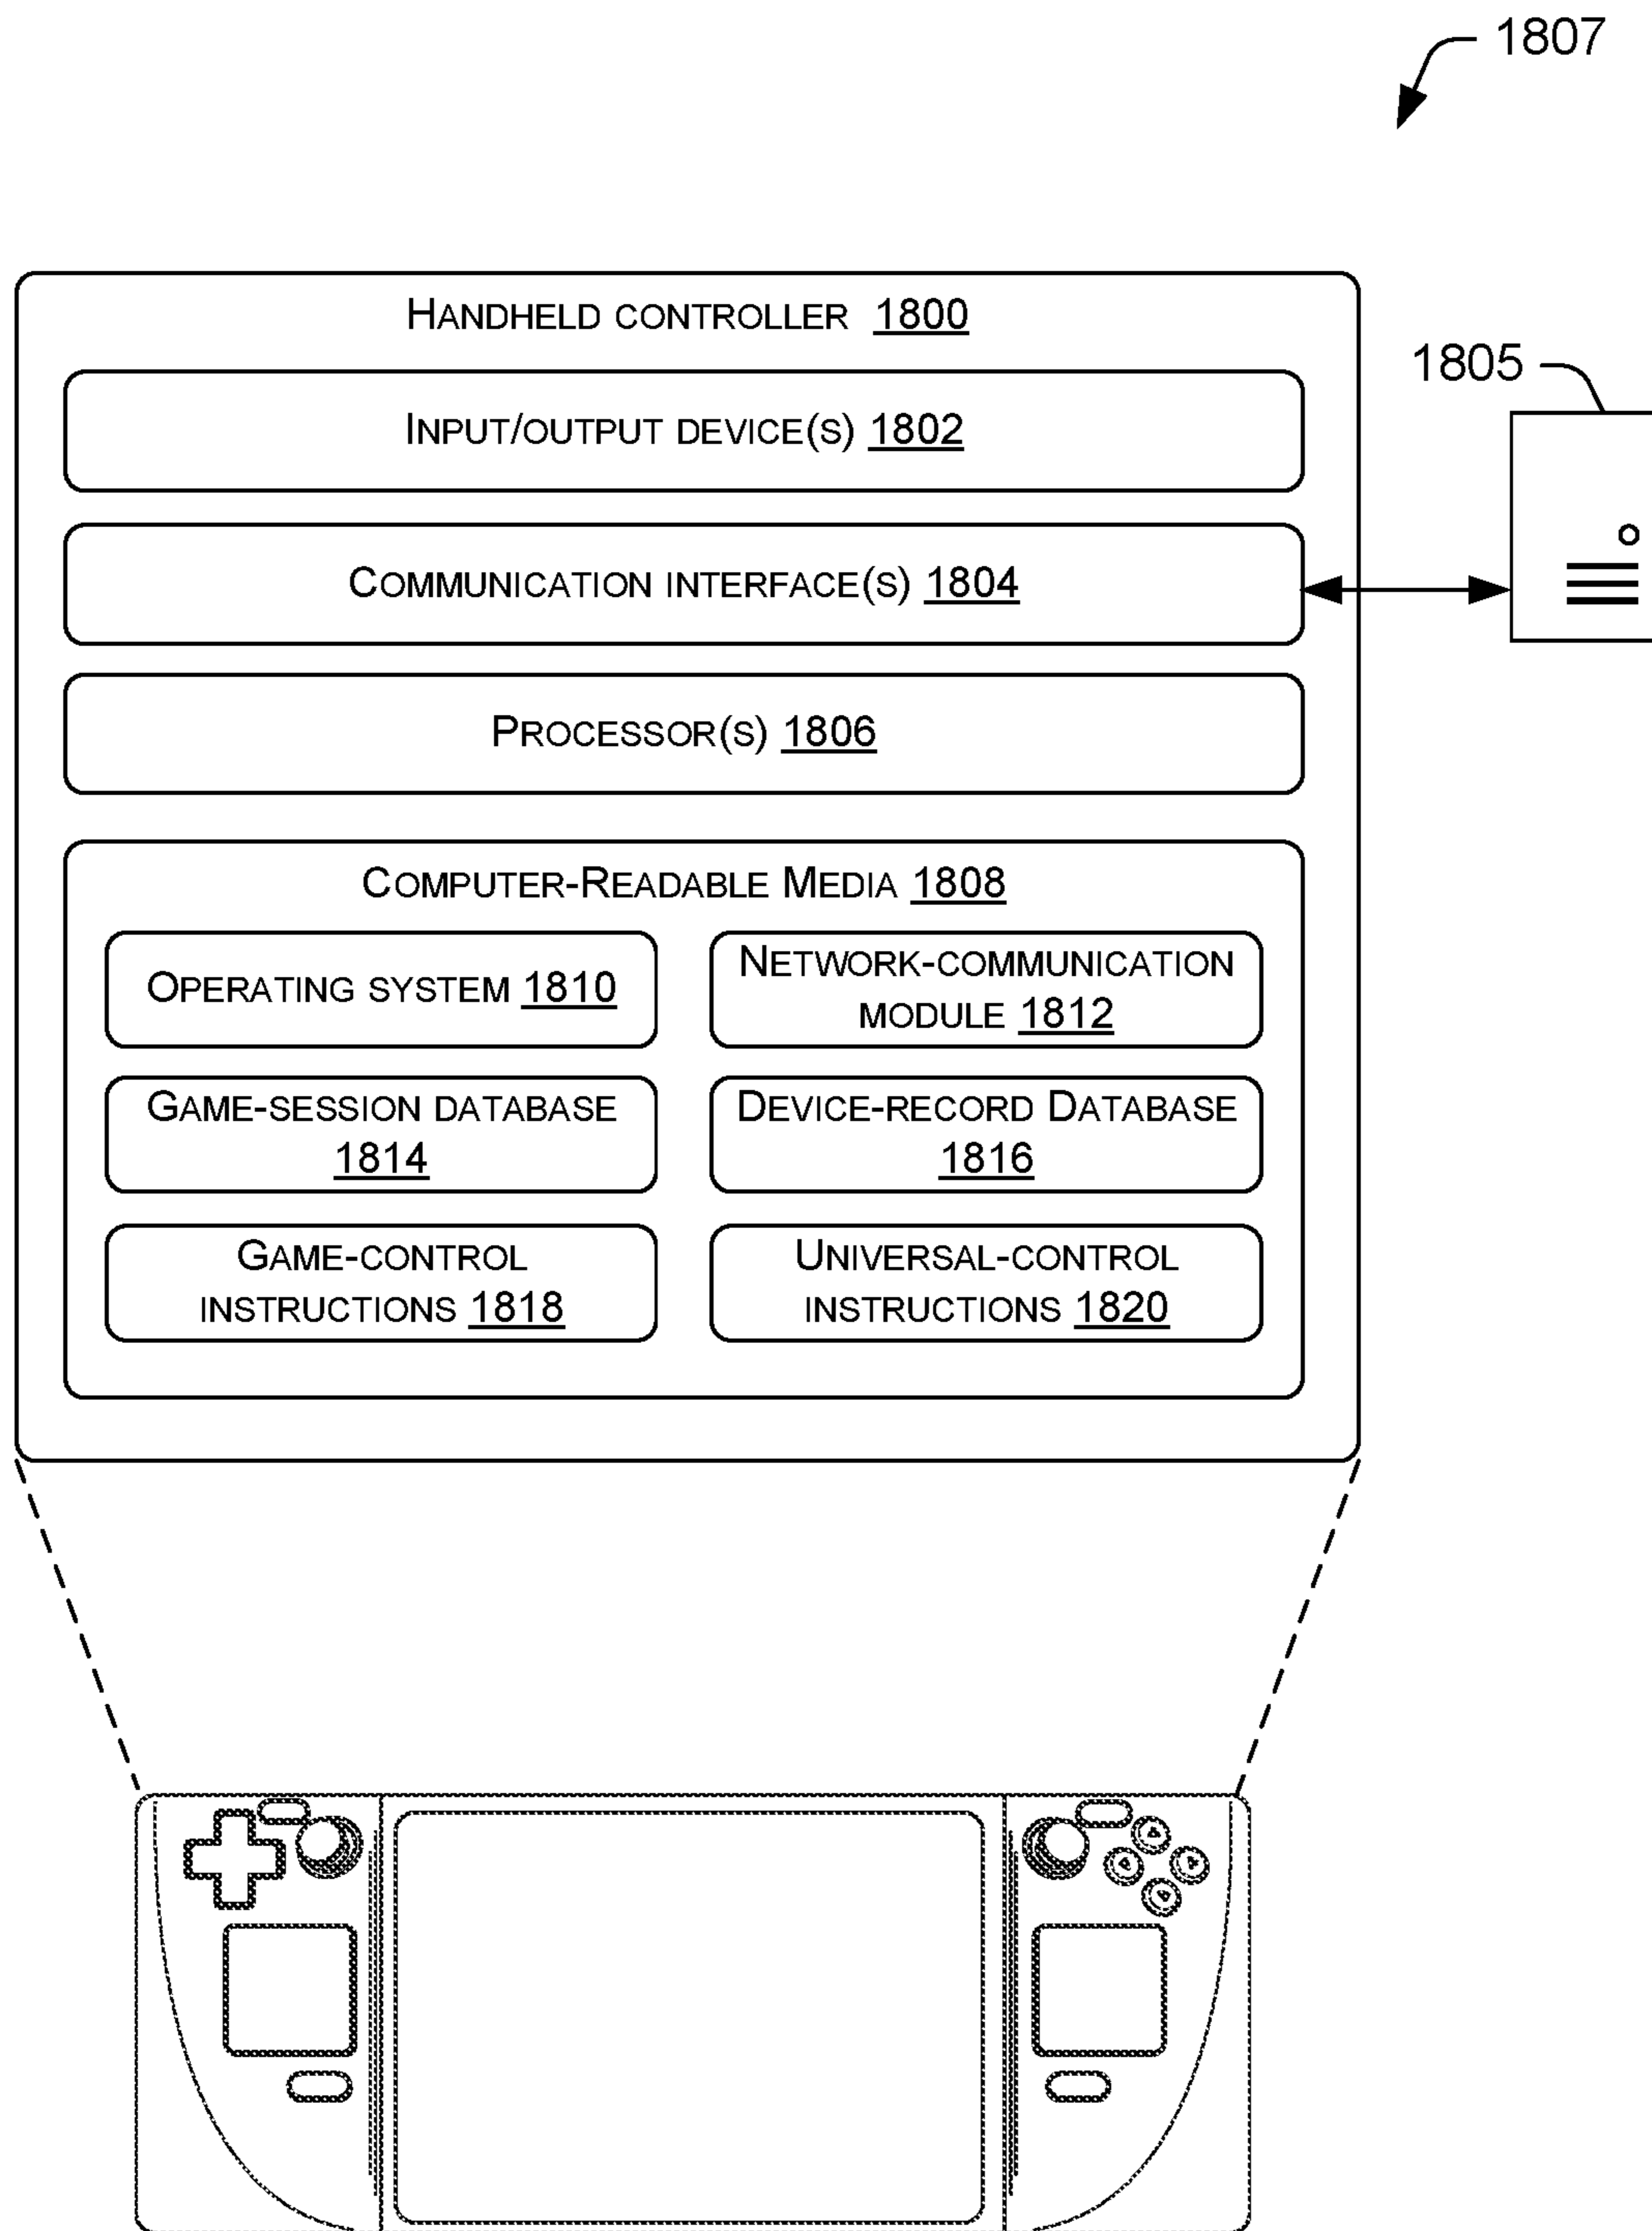 1807
HANDHELD CONTROLLER 1800
1805
INPUT/OUTPUT DEVICE(S) 1802
COMMUNICATION INTERFACE(S) 1804
PROCESSOR(S) 1806
COMPUTER-READABLE MEDIA 1808
OPERATING SYSTEM 1810
NETWORK-COMMUNICATION
MODULE 1812
GAME-SESSION DATABASE
1814
DEVICE-RECORD DATABASE
1816
GAME-CONTROL
INSTRUCTIONS 1818
UNIVERSAL-CONTROL
INSTRUCTIONS 1820